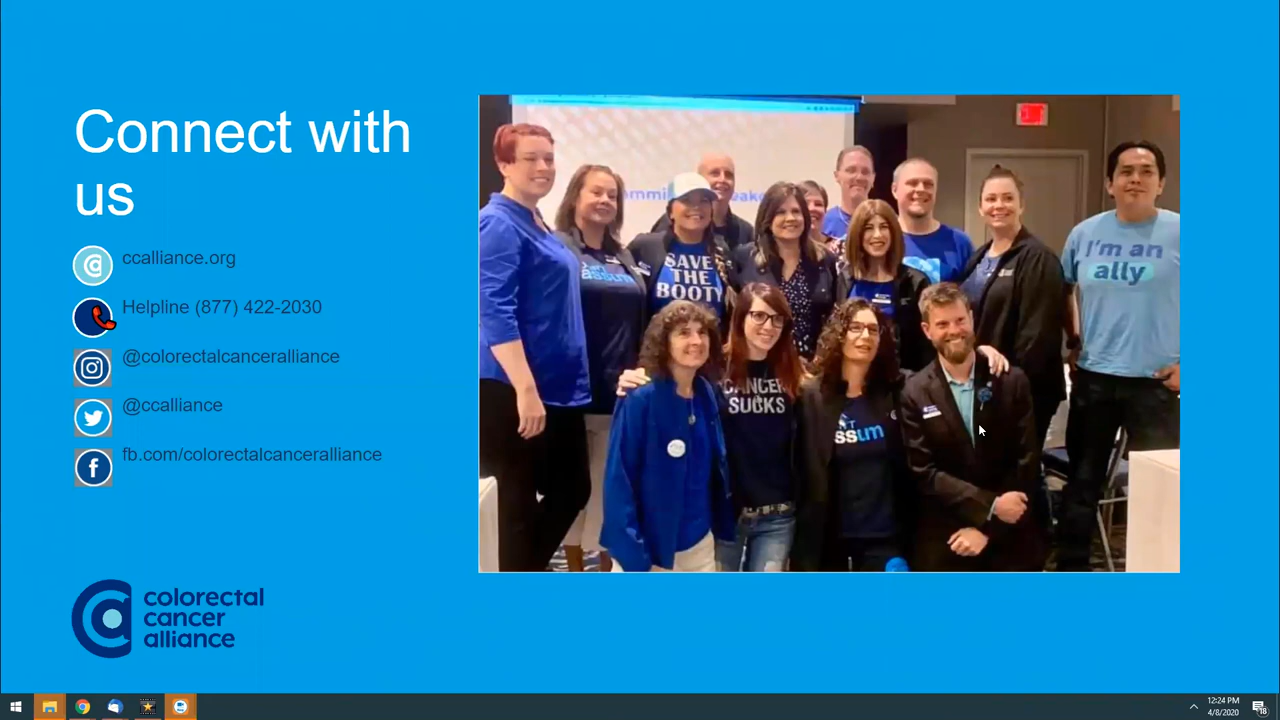 Connect with
us
ccalliance.org
Helpline (877) 422-2030
@colorectalcanceralliance
@ccalliance
fb.com/colorectalcanceralliance
colorectal
cancer
alliance
I'm an
ally
SAVE
THE
BOOTY
CANCER
SUCKS
12:24 PM
4/8/2020
18